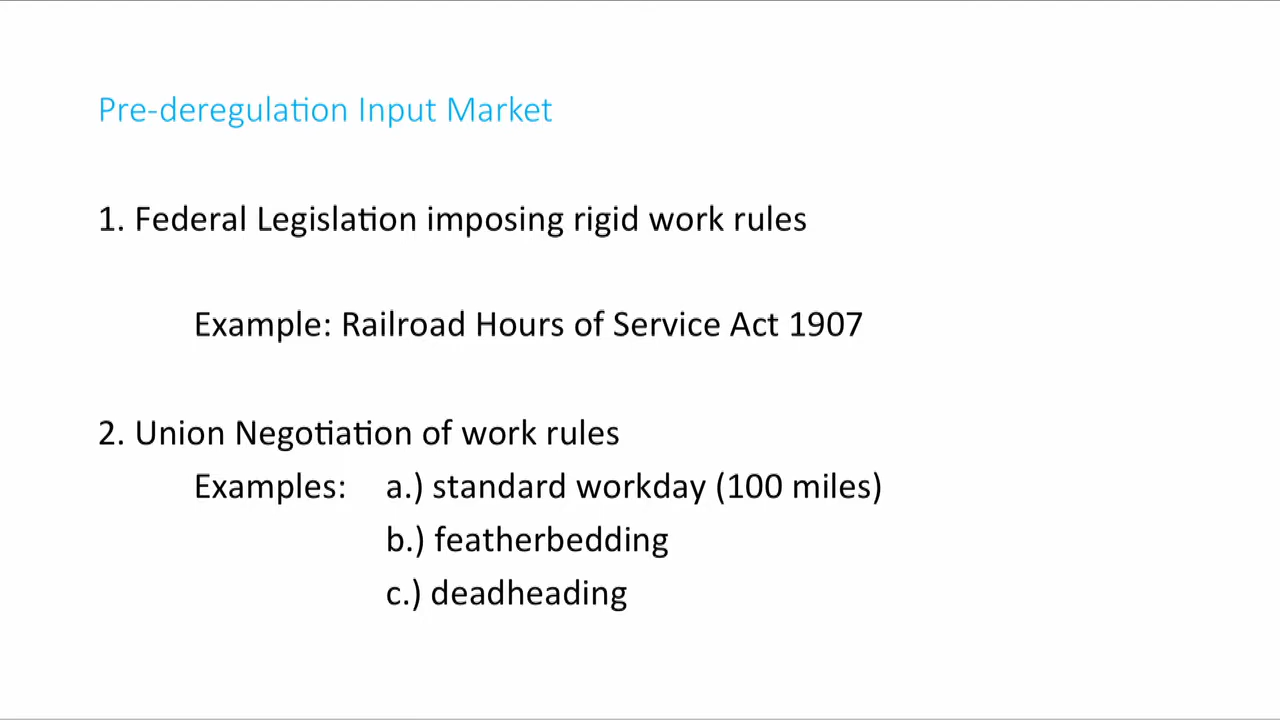 Pre-deregulation Input Market
1. Federal Legislation imposing rigid work rules
Example: Railroad Hours of Service Act 1907
2. Union Negotiation of work rules
Examples: a.) standard workday (100 miles)
b.) featherbedding
c.) deadheading